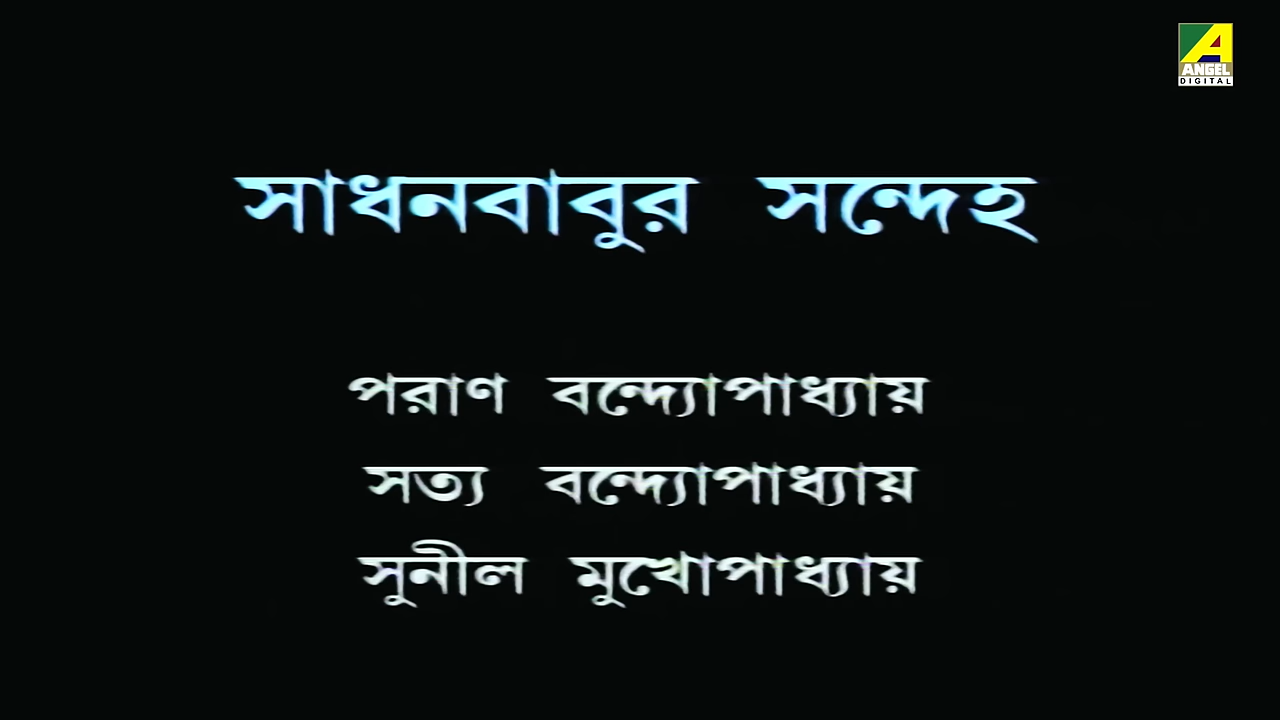 A
ANGEL
DIGITAL
সাধনবাবুর সন্দেহ
পরাণ বন্দ্যোপাধ্যায়
সত্য বন্দ্যোপাধ্যায়
সুনীল মুখোপাধ্যায়